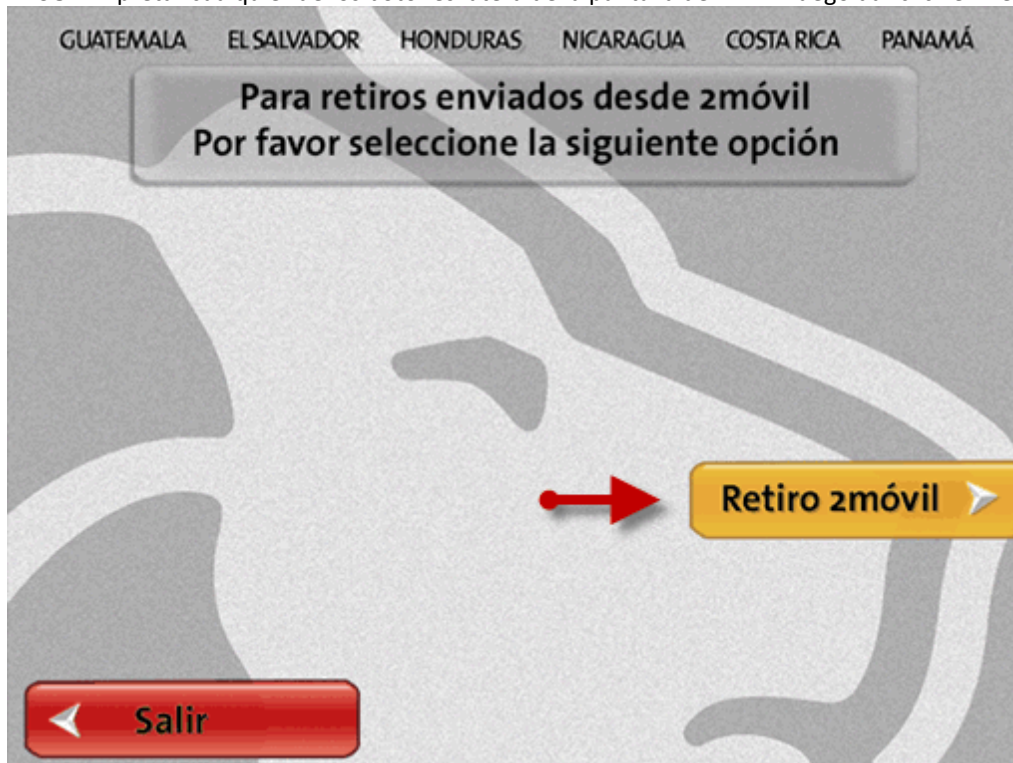 GUATEMALA EL SALVADOR HONDURAS NICARAGUA COSTA RICA PANAMÁ
Para retiros enviados desde 2móvil
Por favor seleccione la siguiente opción
Retiro 2móvil
Salir